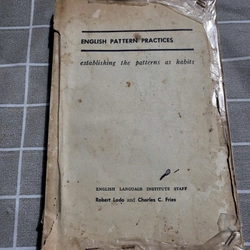 ENGLISH PATTERN PRACTICES
establishing the patterns as habits
ENGLISH LANGUAGE INSTITUTE STAFF
Robert Lado and Charles C. Fries